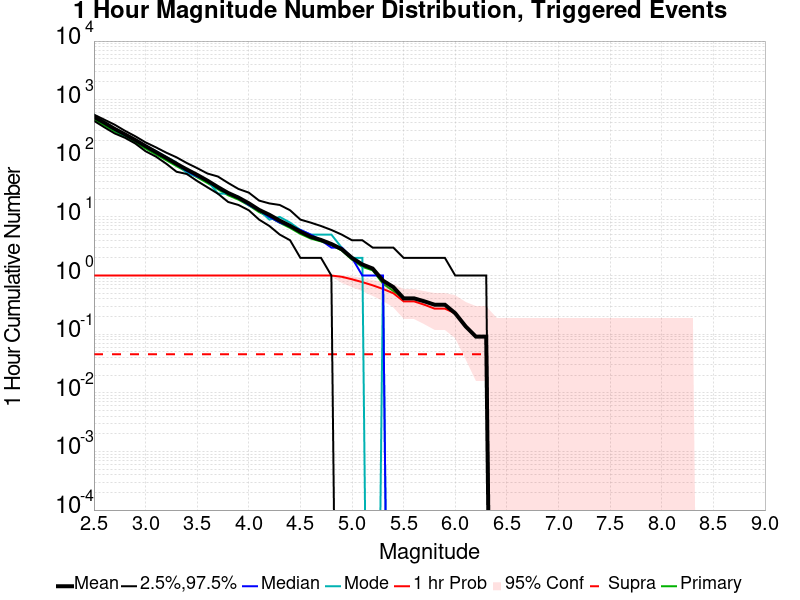 1 Hour Magnitude Number Distribution, Triggered Events
1 Hour Cumulative Number
10^4
10^3
10^2
10^1
10^0
10^-1
10^-2
10^-3
10^-4
2.5 3.0 3.5 4.0 4.5 5.0 5.5 6.0 6.5 7.0 7.5 8.0 8.5 9.0
Magnitude
Mean 2.5%,97.5% Median Mode 1 hr Prob 95% Conf Supra Primary